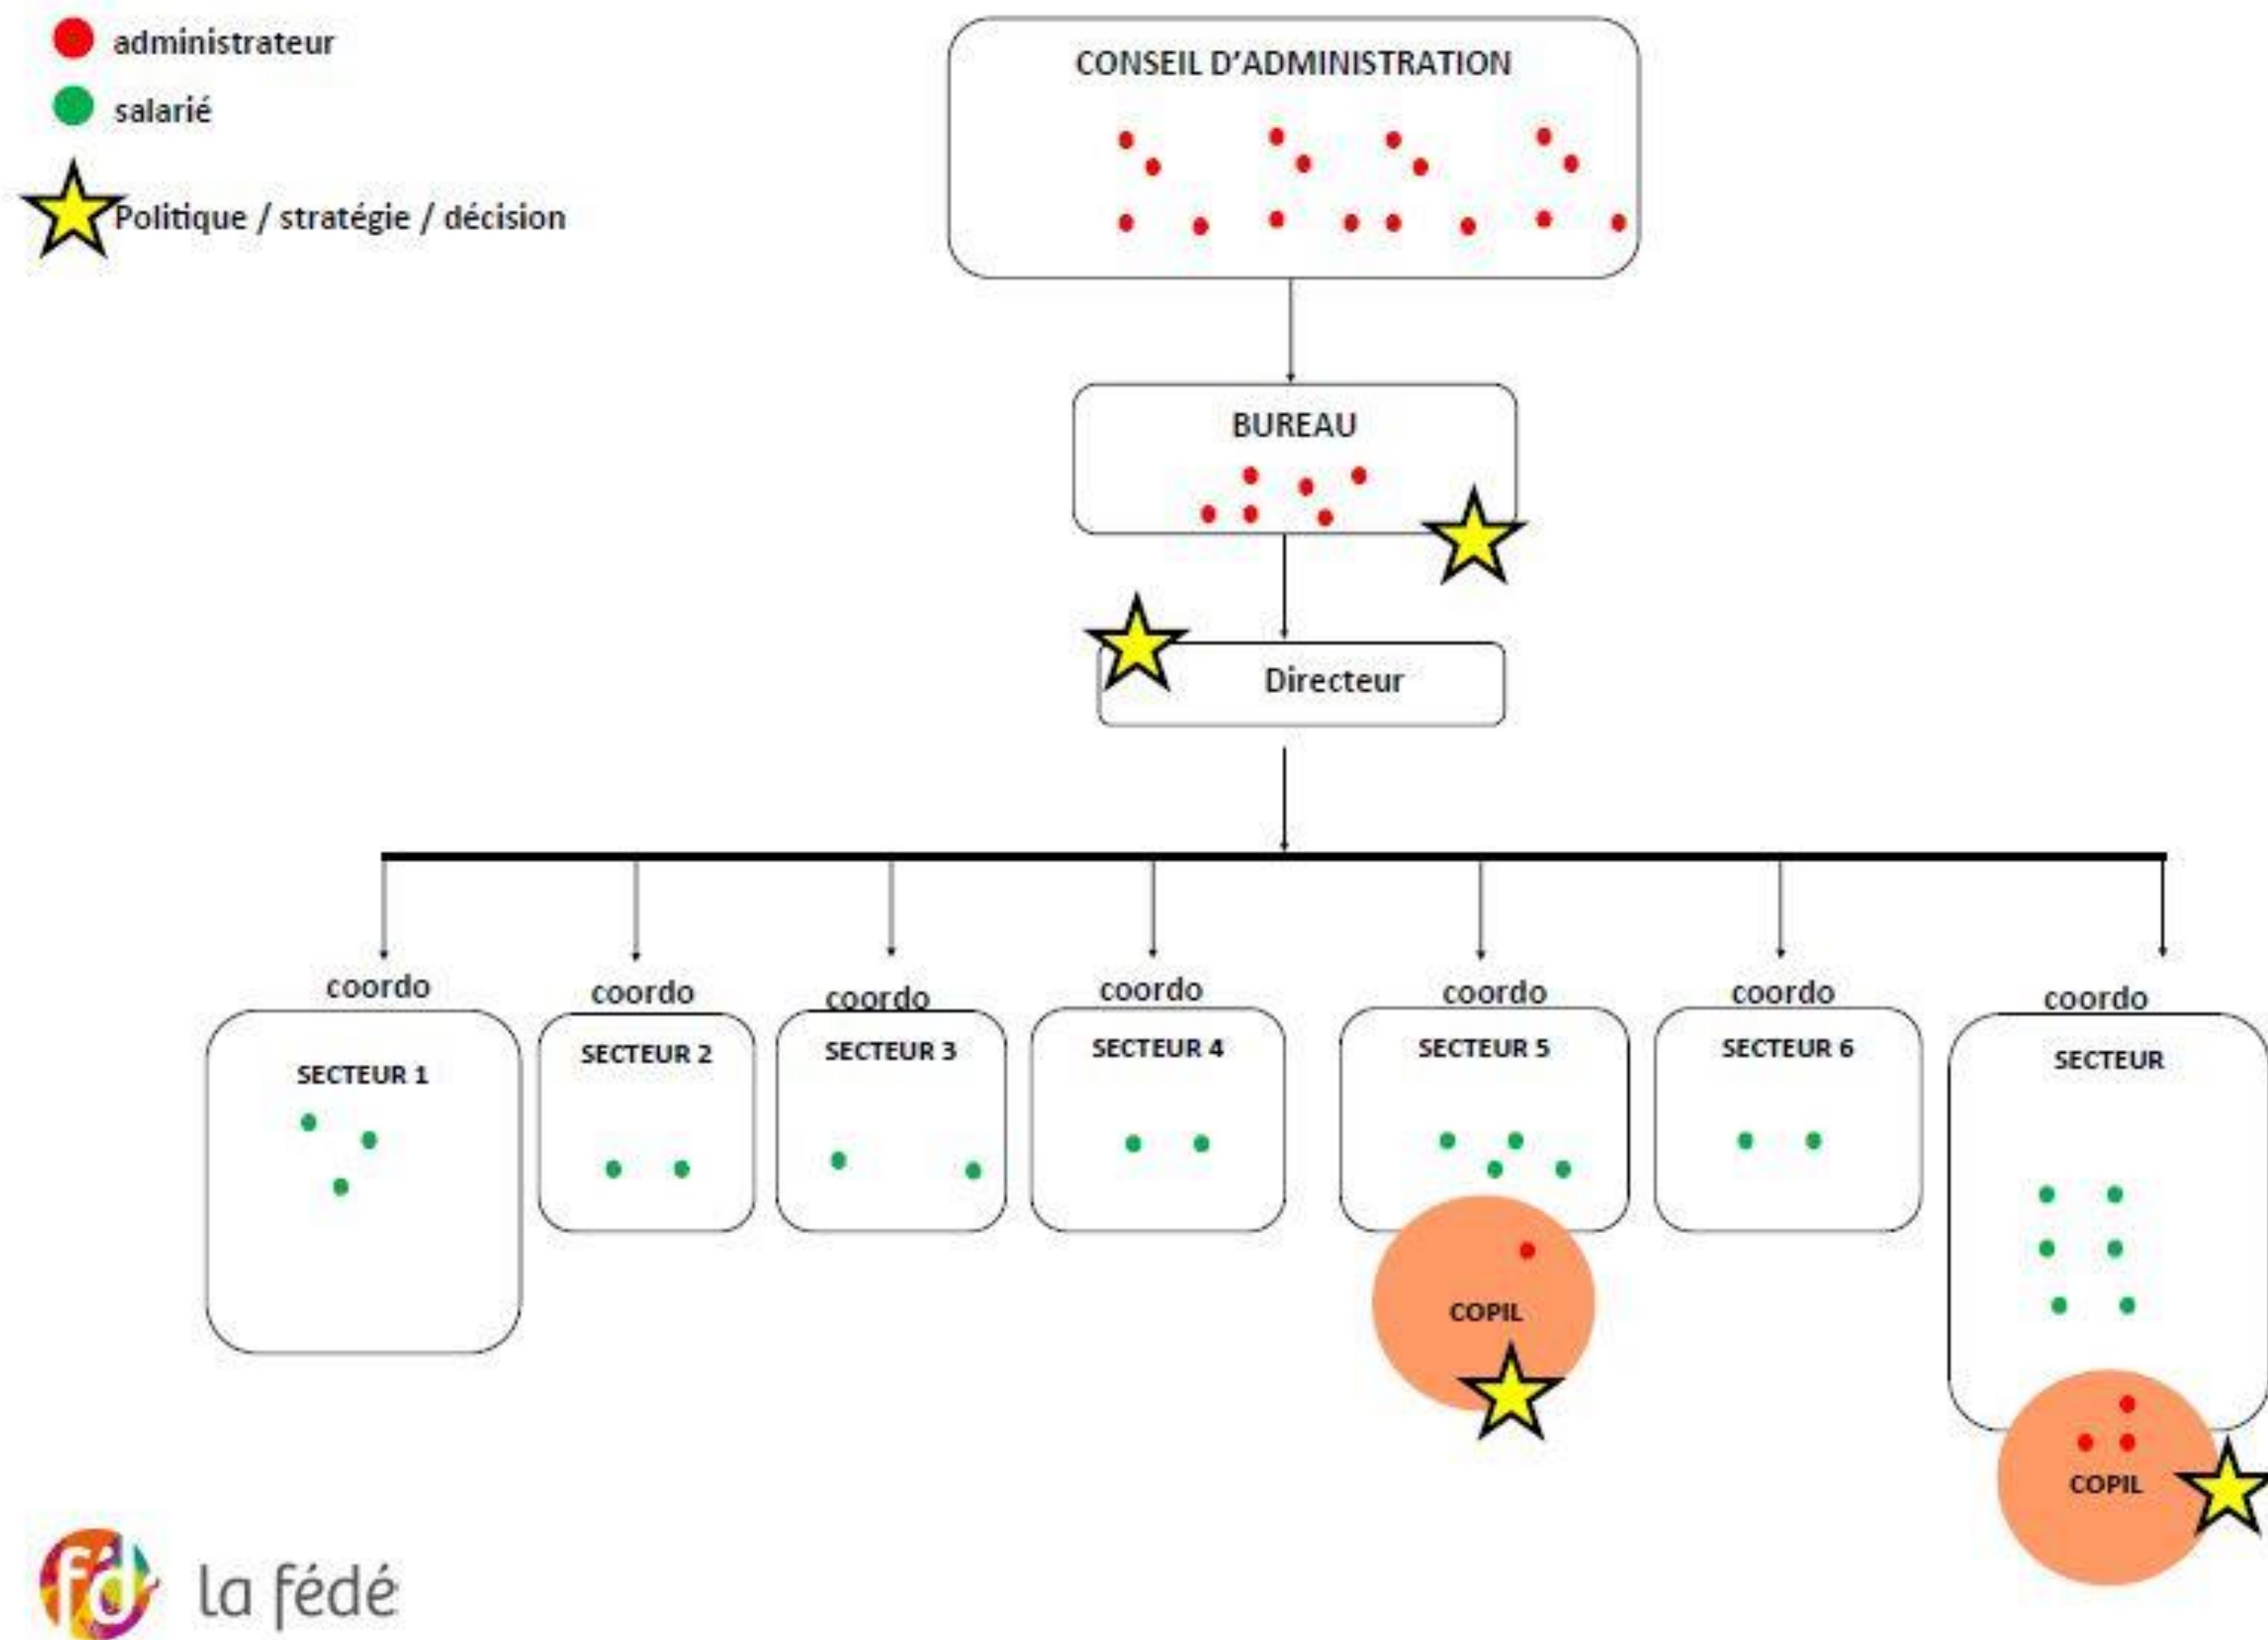 administrateur
salarié
Politique / stratégie / décision
CONSEIL D'ADMINISTRATION
BUREAU
Directeur
coordo
coordo
coordo
coordo
coordo
coordo
coordo
SECTEUR 1
SECTEUR 2
SECTEUR 3
SECTEUR 4
SECTEUR 5
SECTEUR 6
SECTEUR
COPIL
COPIL
fd
la fédé